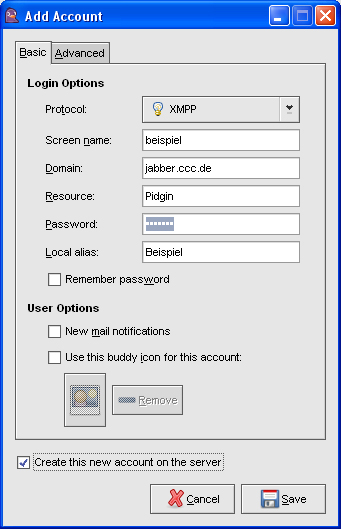 Add Account
Basic Advanced
Login Options
Protocol: XMPP
Screen name: beispiel
Domain: jabber.ccc.de
Resource: Pidgin
Password: *******
Local alias: Beispiel
Remember password
User Options
New mail notifications
Use this buddy icon for this account:
Remove
Create this new account on the server
Cancel Save